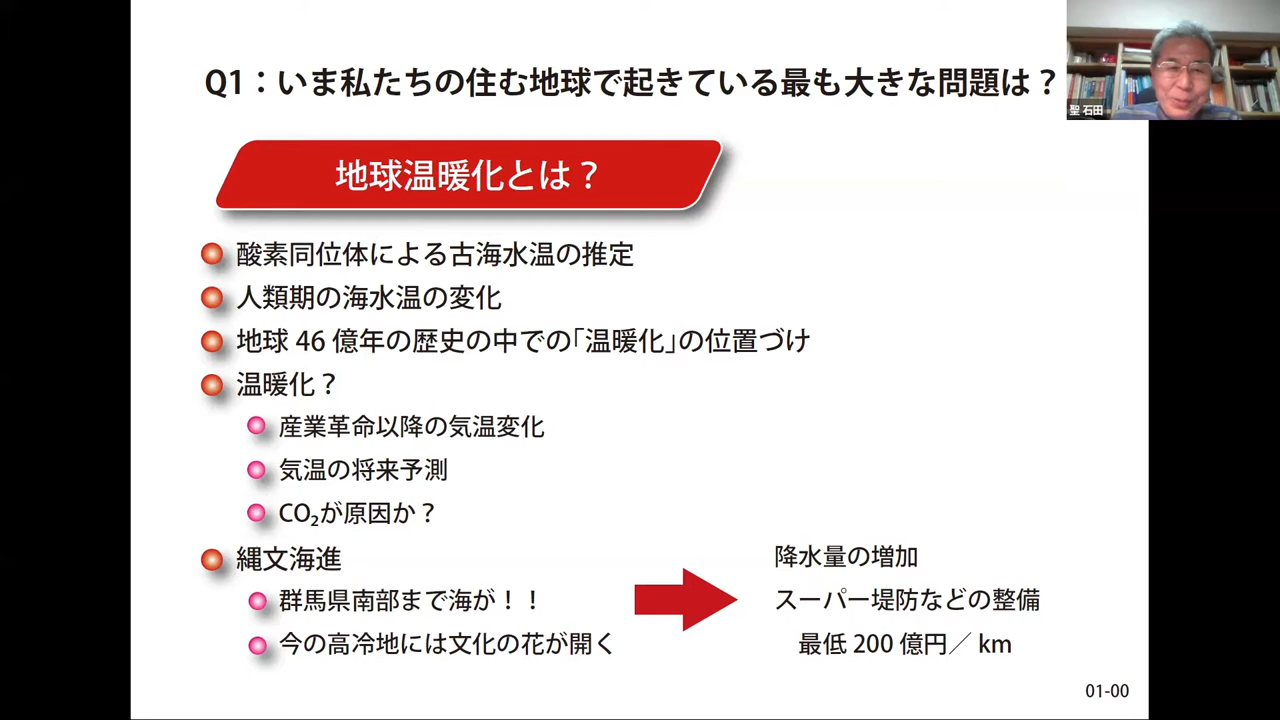 Q1：いま私たちの住む地球で起きている最も大きな問題は？
聖 石田
地球温暖化とは？
酸素同位体による古海水温の推定
人類期の海水温の変化
地球 46 億年の歴史の中での「温暖化」の位置づけ
温暖化？
産業革命以降の気温変化
気温の将来予測
CO₂が原因か？
縄文海進
群馬県南部まで海が！！
今の高冷地には文化の花が開く
降水量の増加
スーパー堤防などの整備
最低 200 億円／ km
01-00